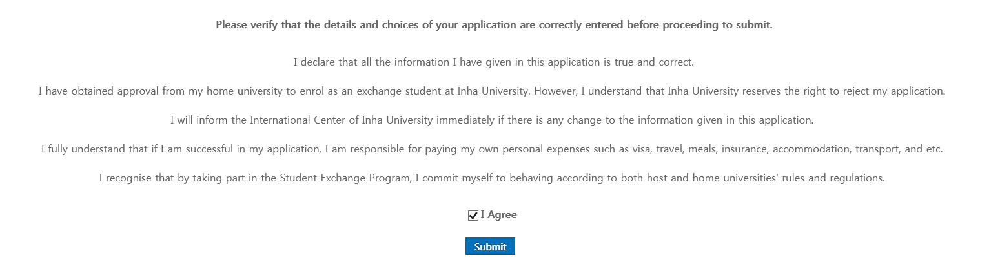 Please verify that the details and choices of your application are correctly entered before proceeding to submit.
I declare that all the information I have given in this application is true and correct.
I have obtained approval from my home university to enrol as an exchange student at Inha University. However, I understand that Inha University reserves the right to reject my application.
I will inform the International Center of Inha University immediately if there is any change to the information given in this application.
I fully understand that if I am successful in my application, I am responsible for paying my own personal expenses such as visa, travel, meals, insurance, accommodation, transport, and etc.
I recognise that by taking part in the Student Exchange Program, I commit myself to behaving according to both host and home universities' rules and regulations.
I Agree
Submit